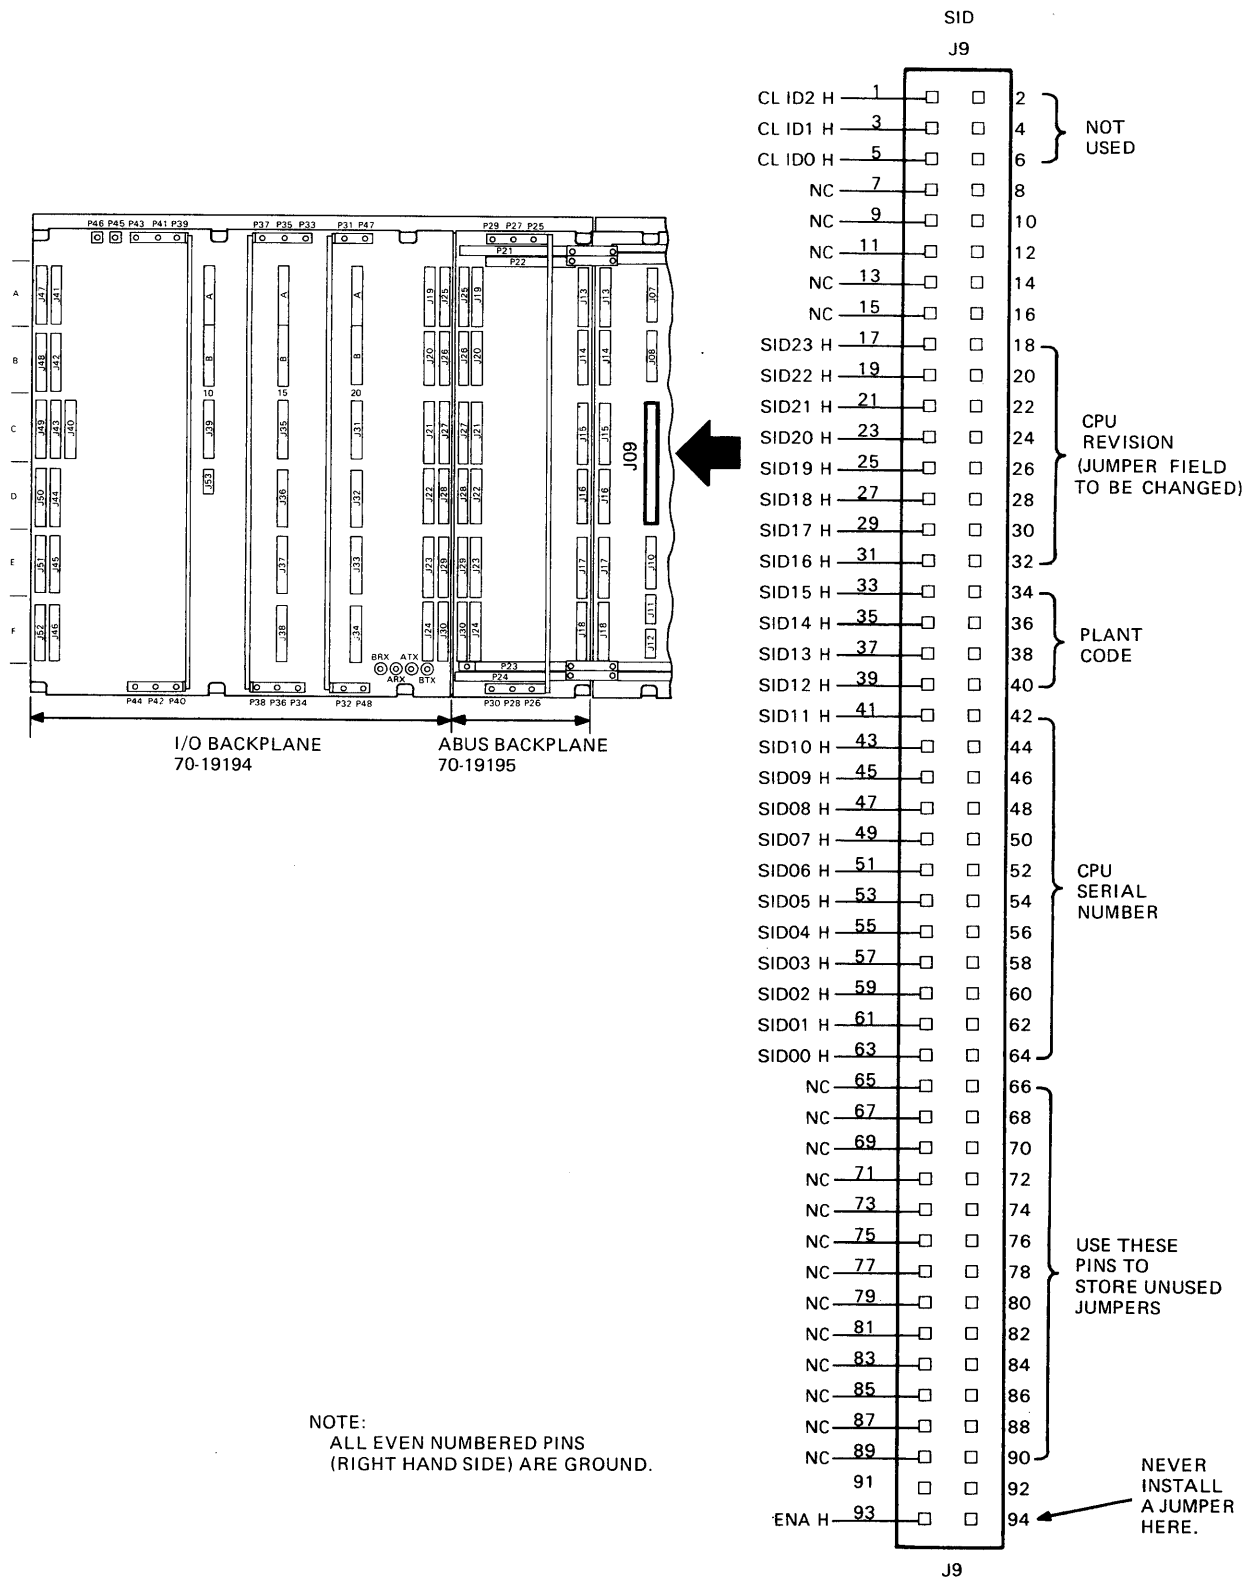 SID
J9
CL ID2 H 1 2
CL ID1 H 3 4
CL ID0 H 5 6
NOT
USED
NC 7 8
NC 9 10
NC 11 12
NC 13 14
NC 15 16
SID23 H 17 18
SID22 H 19 20
SID21 H 21 22
SID20 H 23 24
SID19 H 25 26
SID18 H 27 28
SID17 H 29 30
SID16 H 31 32
CPU
REVISION
(JUMPER FIELD
TO BE CHANGED)
SID15 H 33 34
SID14 H 35 36
SID13 H 37 38
SID12 H 39 40
PLANT
CODE
SID11 H 41 42
SID10 H 43 44
SID09 H 45 46
SID08 H 47 48
SID07 H 49 50
SID06 H 51 52
SID05 H 53 54
SID04 H 55 56
SID03 H 57 58
SID02 H 59 60
SID01 H 61 62
SID00 H 63 64
CPU
SERIAL
NUMBER
NC 65 66
NC 67 68
NC 69 70
NC 71 72
NC 73 74
NC 75 76
NC 77 78
NC 79 80
NC 81 82
NC 83 84
NC 85 86
NC 87 88
NC 89 90
USE THESE
PINS TO
STORE UNUSED
JUMPERS
91 92
ENA H 93 94
NEVER
INSTALL
A JUMPER
HERE.
J9
P46 P45 P43 P41 P39 P37 P35 P33 P31 P47 P29 P27 P25
P21
P22
A J47 J41 A A A J19 J25 J25 J19 J13 J13 J07
B J48 J42 B B B J20 J26 J26 J20 J14 J14 J08
10 15 20
C J49 J43 J40 J39 J35 J31 J21 J27 J27 J21 J15 J15 J09
D J50 J44 J53 J36 J32 J22 J28 J28 J22 J16 J16
E J51 J45 J37 J33 J23 J29 J29 J23 J17 J17 J10
F J52 J46 J38 J34 J24 J30 J30 J24 J18 J18 J11 J12
BRX ATX
ARX BTX
P23
P24
P44 P42 P40 P38 P36 P34 P32 P48 P30 P28 P26
I/O BACKPLANE
70-19194
ABUS BACKPLANE
70-19195
NOTE:
ALL EVEN NUMBERED PINS
(RIGHT HAND SIDE) ARE GROUND.